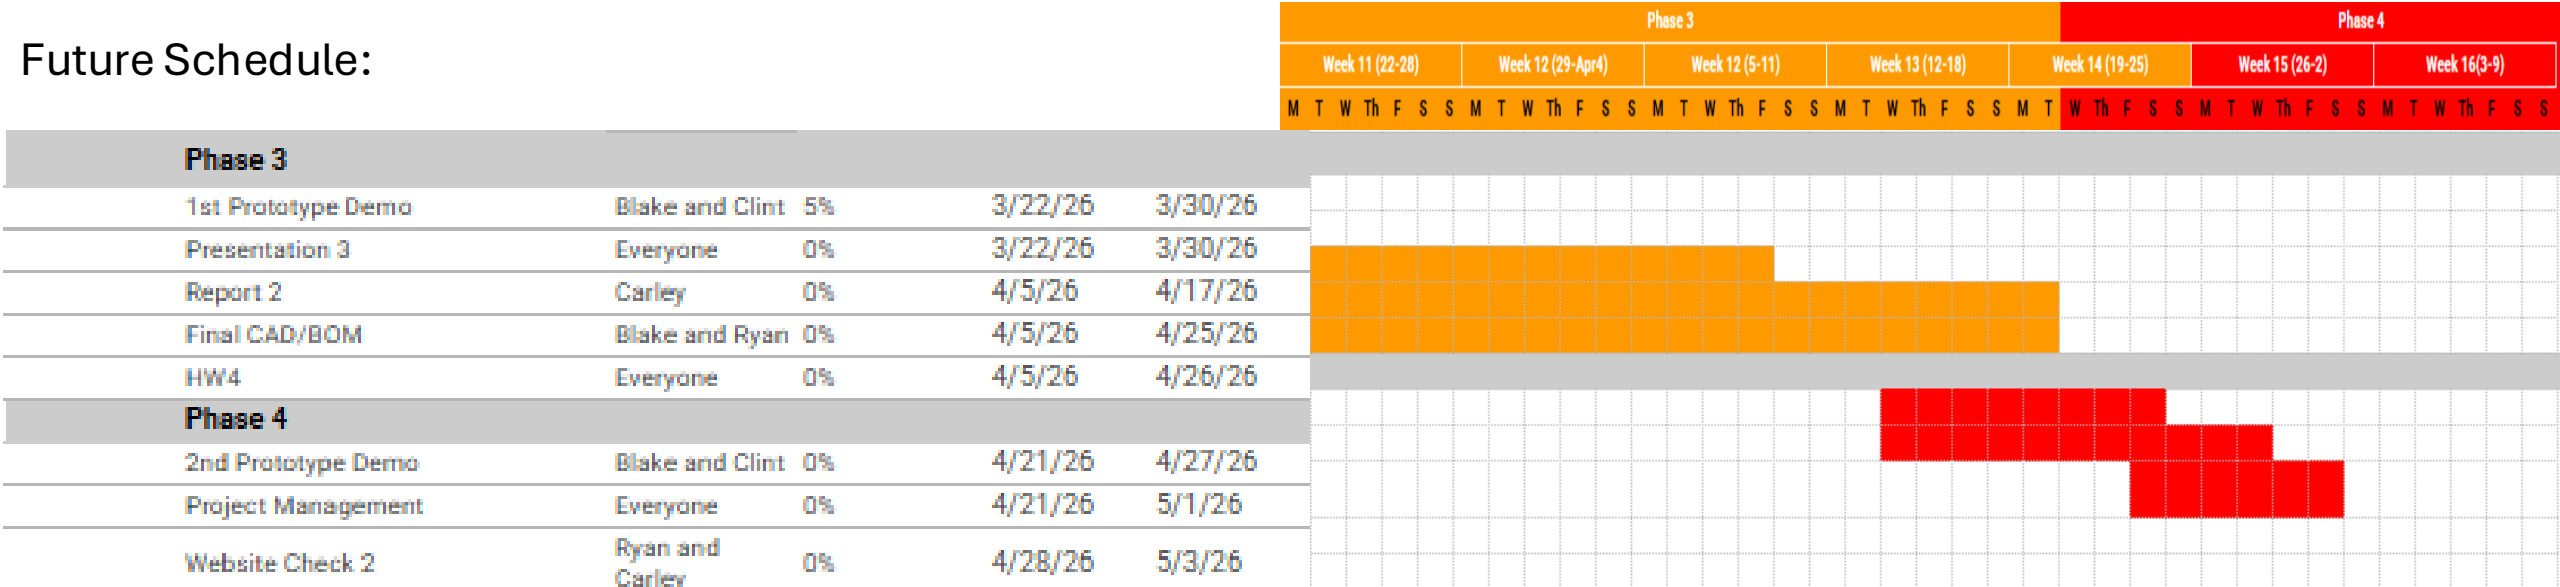 Future Schedule:
Phase 3 Phase 4
Week 11 (22-28) Week 12 (29-Apr4) Week 12 (5-11) Week 13 (12-18) Week 14 (19-25) Week 15 (26-2) Week 16(3-9)
M T W Th F S S M T W Th F S S M T W Th F S S M T W Th F S S M T W Th F S S M T W Th F S S M T W Th F S S
Phase 3
1st Prototype Demo Blake and Clint 5% 3/22/26 3/30/26
Presentation 3 Everyone 0% 3/22/26 3/30/26
Report 2 Carley 0% 4/5/26 4/17/26
Final CAD/BOM Blake and Ryan 0% 4/5/26 4/25/26
HW4 Everyone 0% 4/5/26 4/26/26
Phase 4
2nd Prototype Demo Blake and Clint 0% 4/21/26 4/27/26
Project Management Everyone 0% 4/21/26 5/1/26
Website Check 2 Ryan and Carley 0% 4/28/26 5/3/26